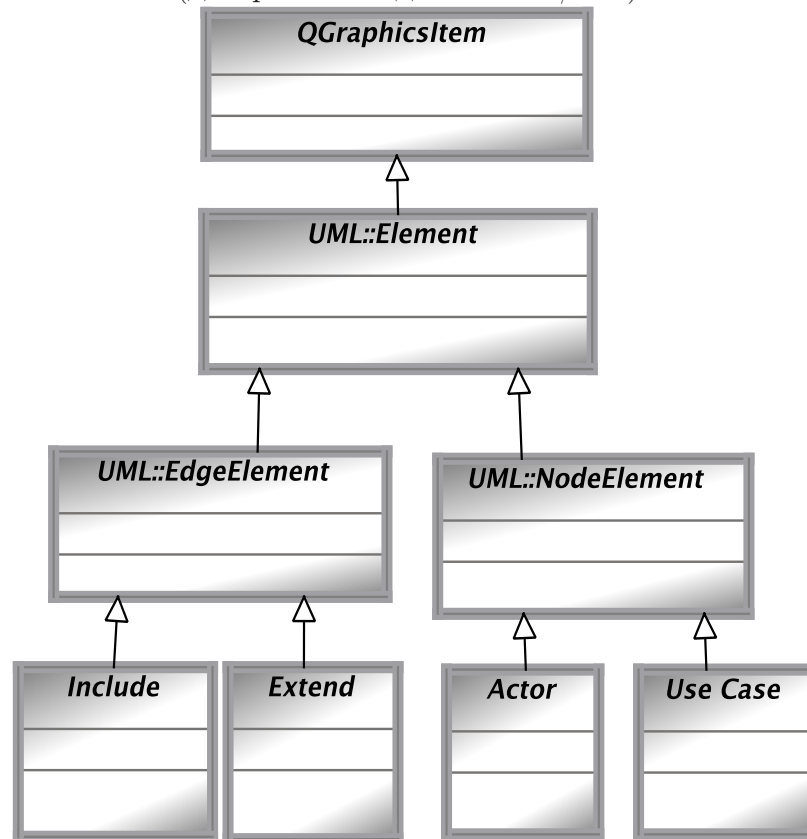 QGraphicsItem
UML::Element
UML::EdgeElement
UML::NodeElement
Include
Extend
Actor
Use Case